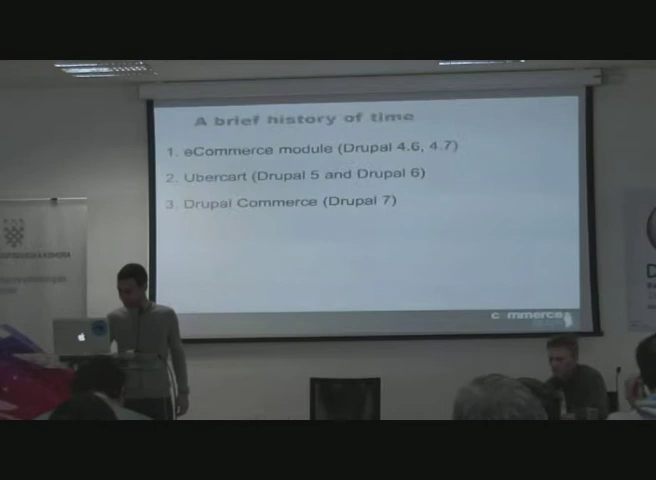 A brief history of time
1. eCommerce module (Drupal 4.6, 4.7)
2. Ubercart (Drupal 5 and Drupal 6)
3. Drupal Commerce (Drupal 7)
c mmerce